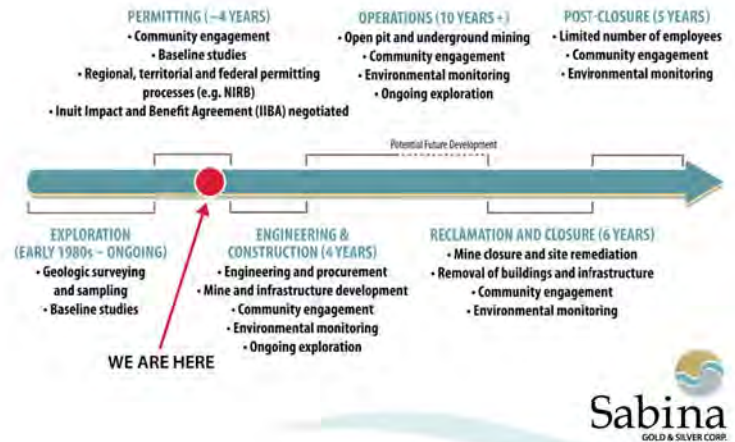 PERMITTING (~4 YEARS)
• Community engagement
• Baseline studies
• Regional, territorial and federal permitting
processes (e.g. NIRB)
• Inuit Impact and Benefit Agreement (IIBA) negotiated
OPERATIONS (10 YEARS +)
• Open pit and underground mining
• Community engagement
• Environmental monitoring
• Ongoing exploration
POST-CLOSURE (5 YEARS)
• Limited number of employees
• Community engagement
• Environmental monitoring
Potential Future Development
EXPLORATION
(EARLY 1980s – ONGOING)
• Geologic surveying
and sampling
• Baseline studies
ENGINEERING &
CONSTRUCTION (4 YEARS)
• Engineering and procurement
• Mine and infrastructure development
• Community engagement
• Environmental monitoring
• Ongoing exploration
RECLAMATION AND CLOSURE (6 YEARS)
• Mine closure and site remediation
• Removal of buildings and infrastructure
• Community engagement
• Environmental monitoring
WE ARE HERE
Sabina
GOLD & SILVER CORP.